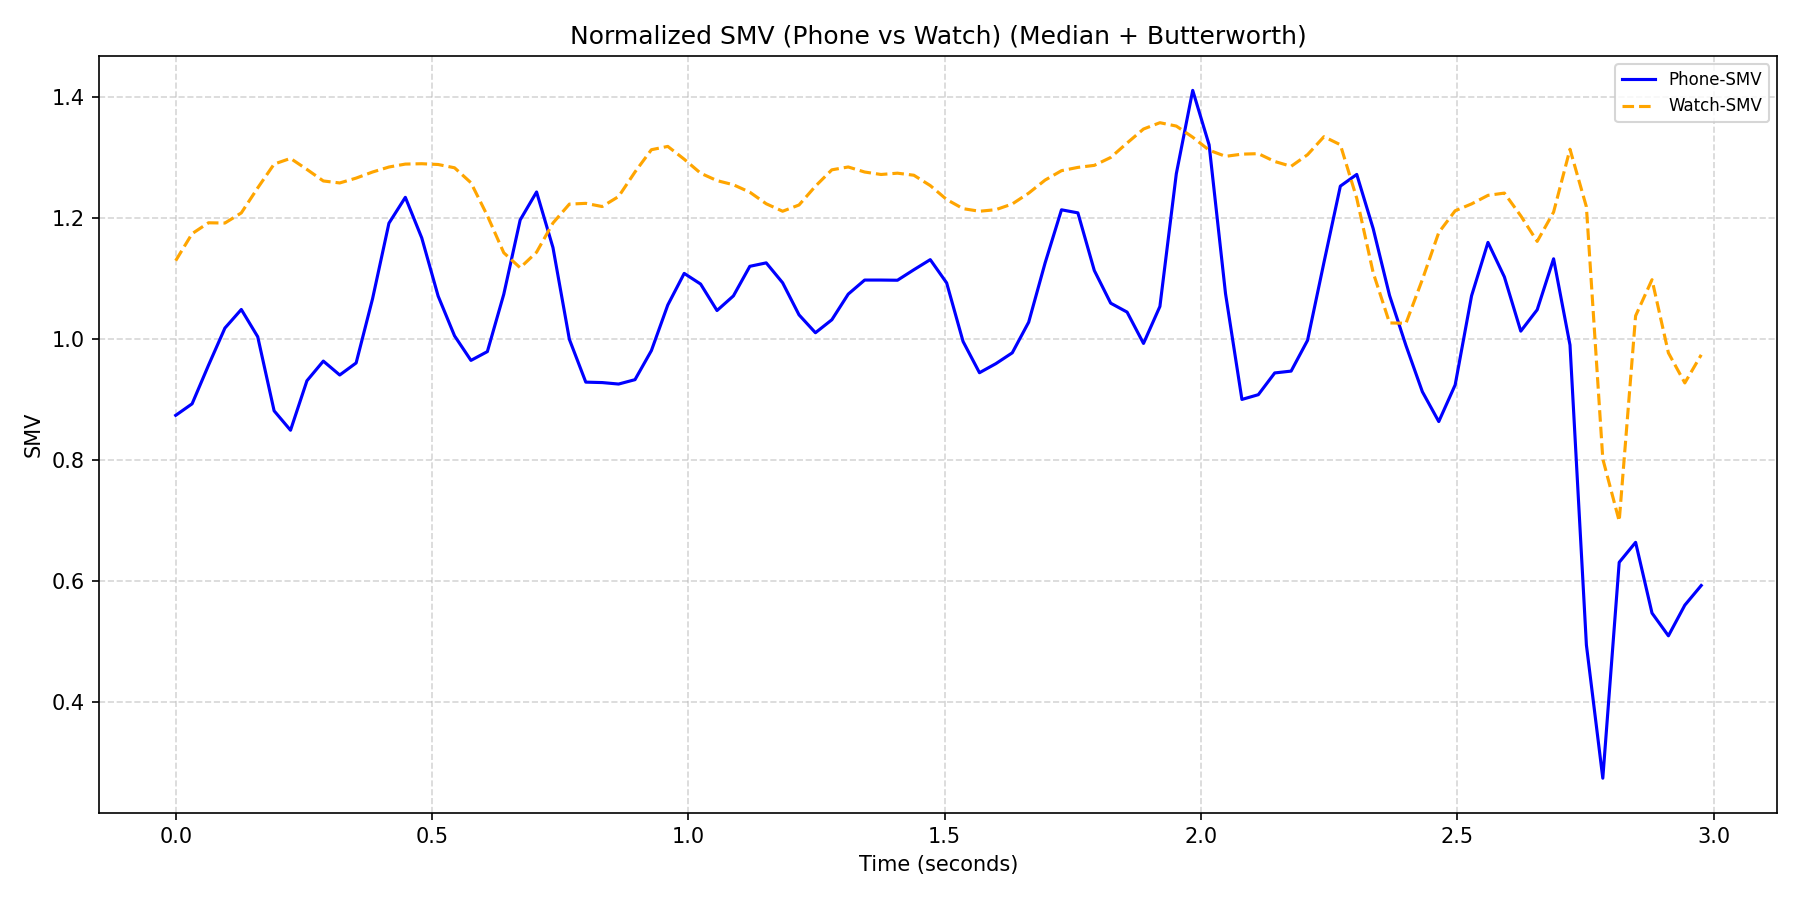 Normalized SMV (Phone vs Watch) (Median + Butterworth)
Phone-SMV
Watch-SMV
SMV
1.4
1.2
1.0
0.8
0.6
0.4
0.0 0.5 1.0 1.5 2.0 2.5 3.0
Time (seconds)